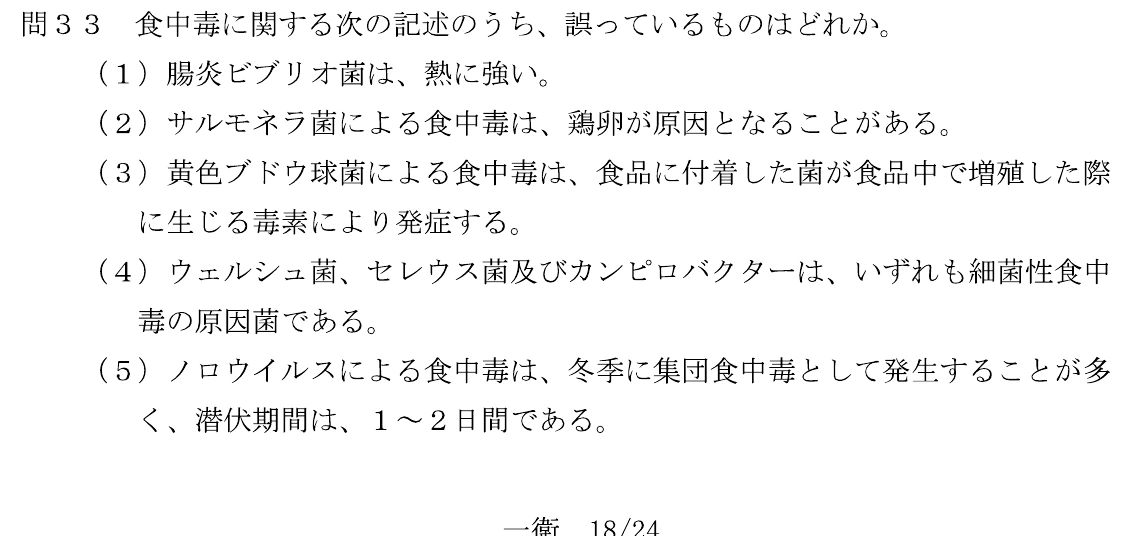 問33　食中毒に関する次の記述のうち、誤っているものはどれか。
（1）腸炎ビブリオ菌は、熱に強い。
（2）サルモネラ菌による食中毒は、鶏卵が原因となることがある。
（3）黄色ブドウ球菌による食中毒は、食品に付着した菌が食品中で増殖した際
に生じる毒素により発症する。
（4）ウェルシュ菌、セレウス菌及びカンピロバクターは、いずれも細菌性食中
毒の原因菌である。
（5）ノロウイルスによる食中毒は、冬季に集団食中毒として発生することが多
く、潜伏期間は、1～2日間である。
一衛　18/24